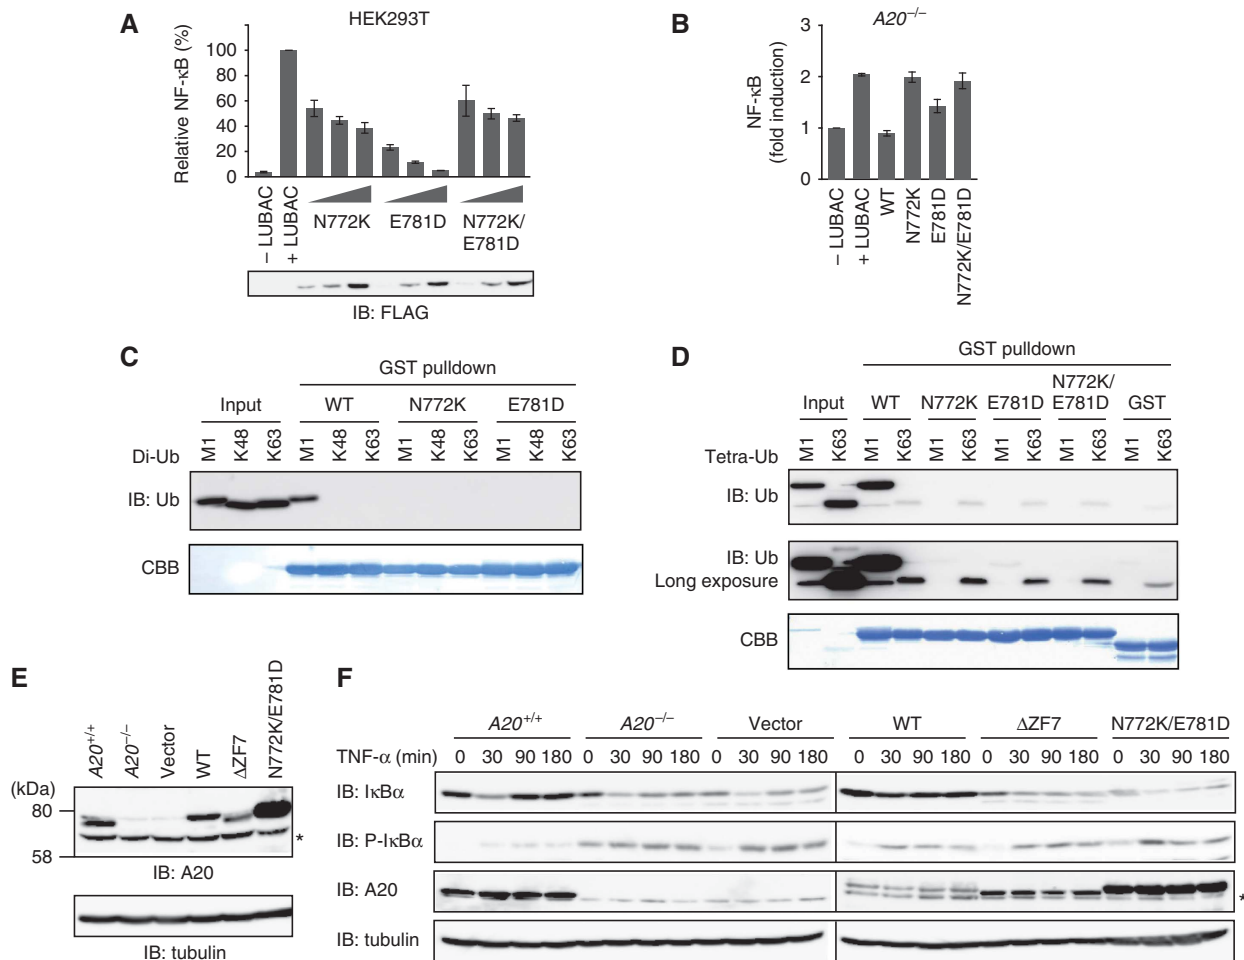 A
HEK293T
Relative NF-κB (%)
100
80
60
40
20
0
– LUBAC
+ LUBAC
N772K
E781D
N772K/
E781D
IB: FLAG
B
A20–/–
NF-κB
(fold induction)
3
2
1
0
– LUBAC
+ LUBAC
WT
N772K
E781D
N772K/E781D
C
GST pulldown
Input WT N772K E781D
Di-Ub M1 K48 K63 M1 K48 K63 M1 K48 K63 M1 K48 K63
IB: Ub
CBB
D
GST pulldown
N772K/
Input WT N772K E781D E781D GST
Tetra-Ub M1 K63 M1 K63 M1 K63 M1 K63 M1 K63 M1 K63
IB: Ub
IB: Ub
Long exposure
CBB
E
A20+/+ A20–/– Vector WT ΔZF7 N772K/E781D
(kDa)
80
*
58
IB: A20
IB: tubulin
F
A20+/+ A20–/– Vector WT ΔZF7 N772K/E781D
TNF-α (min) 0 30 90 180 0 30 90 180 0 30 90 180 0 30 90 180 0 30 90 180 0 30 90 180
IB: IκBα
IB: P-IκBα
IB: A20
*
IB: tubulin